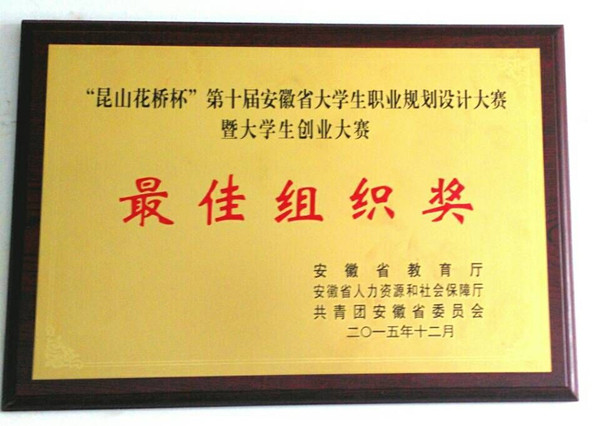 “昆山花桥杯”第十届安徽省大学生职业规划设计大赛
暨大学生创业大赛
最佳组织奖
安徽省教育厅
安徽省人力资源和社会保障厅
共青团安徽省委员会
二〇一五年十二月